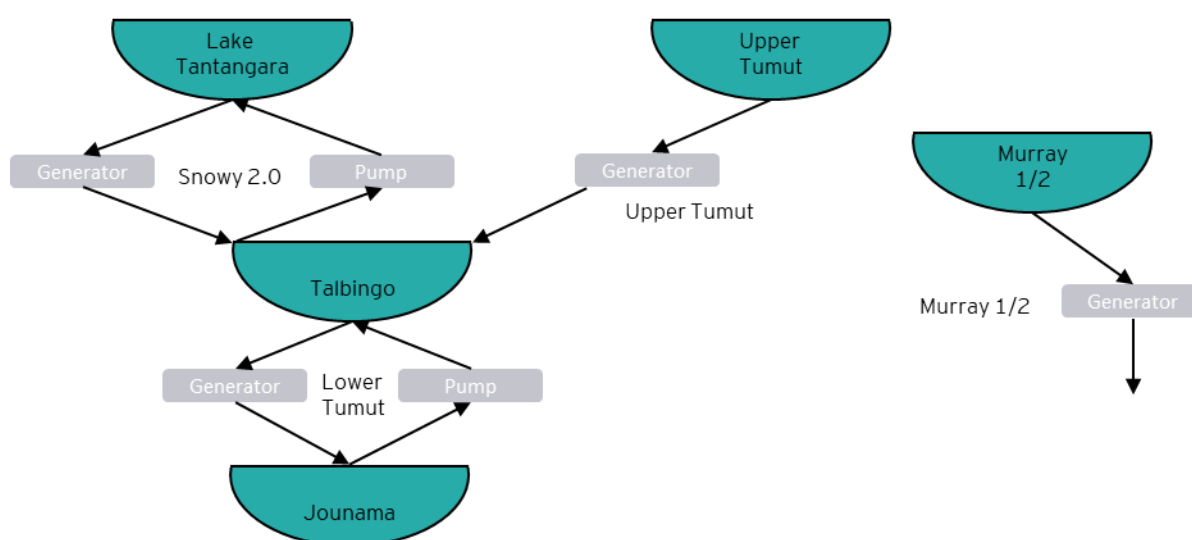 Lake
Tantangara
Upper
Tumut
Murray
1/2
Generator
Snowy 2.0
Pump
Generator
Upper Tumut
Talbingo
Murray 1/2
Generator
Generator
Lower
Tumut
Pump
Jounama